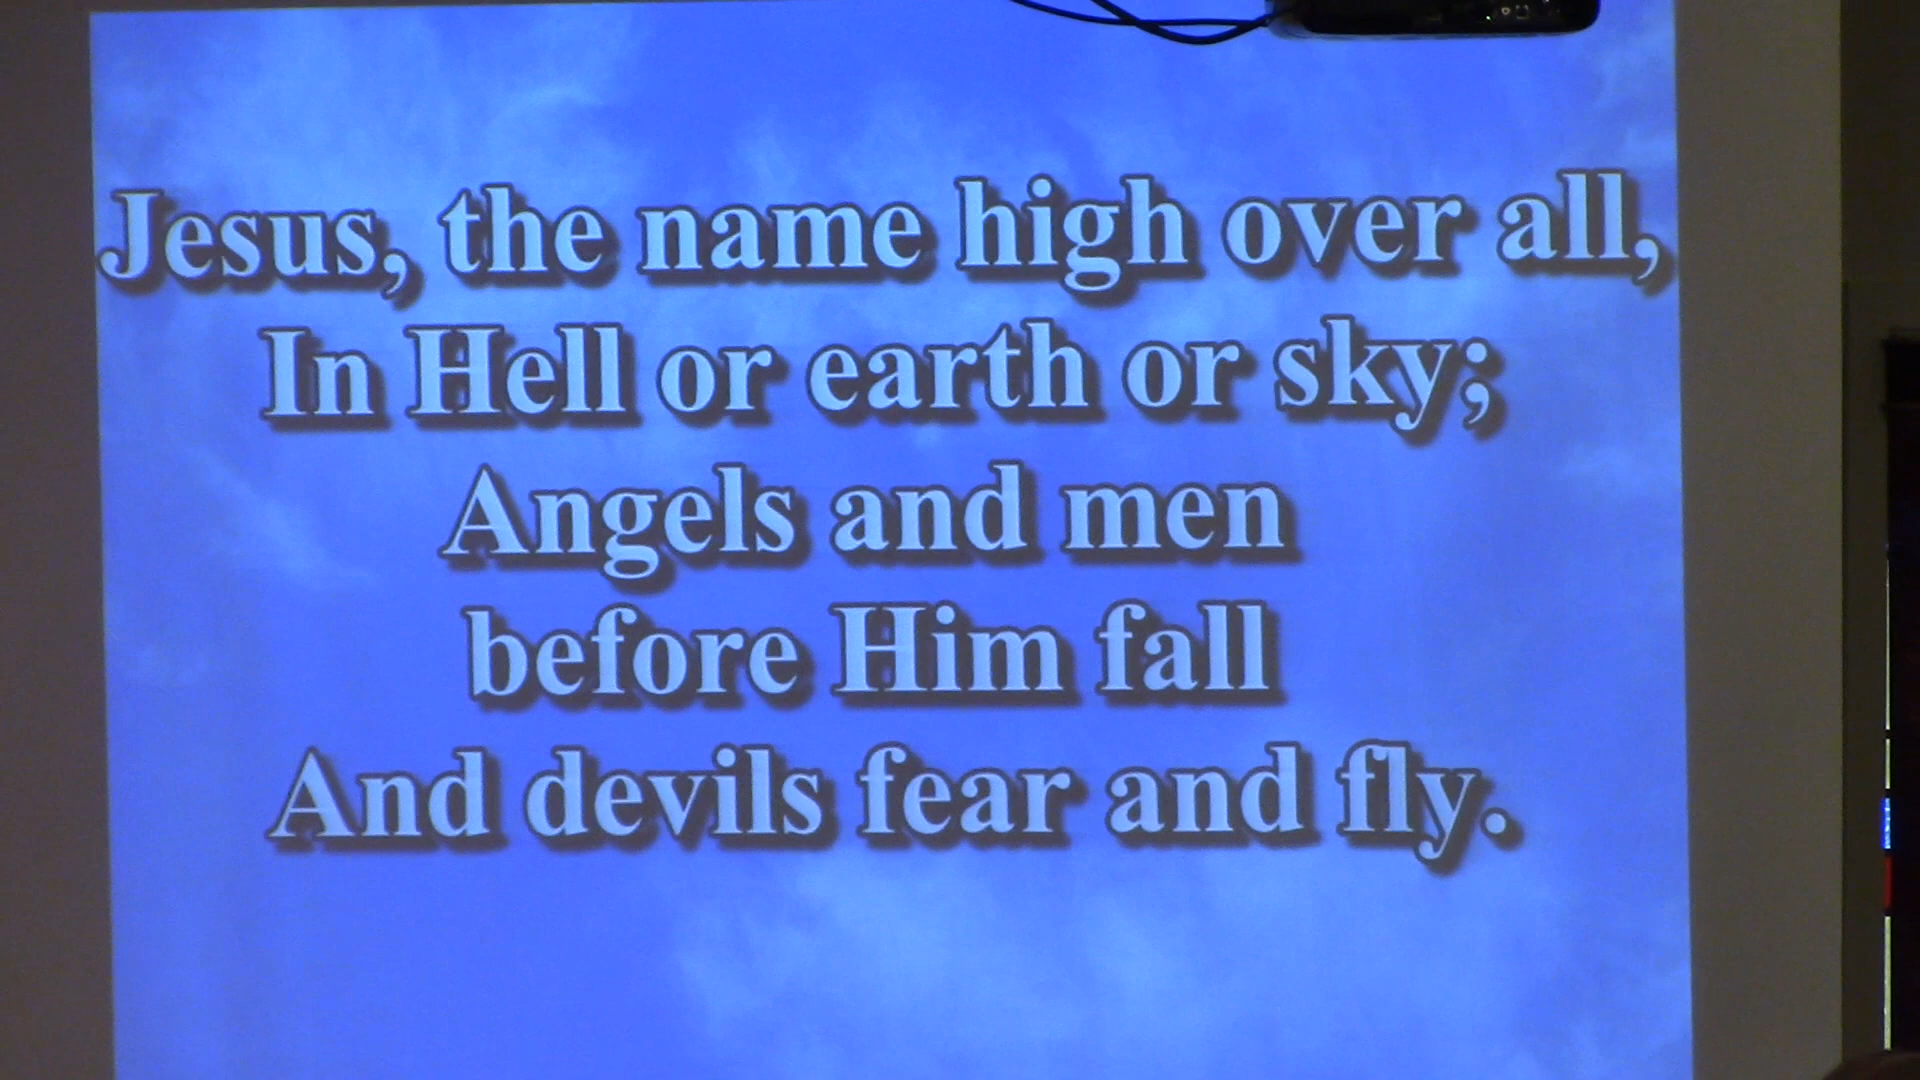 Jesus, the name high over all,
In Hell or earth or sky;
Angels and men
before Him fall
And devils fear and fly.